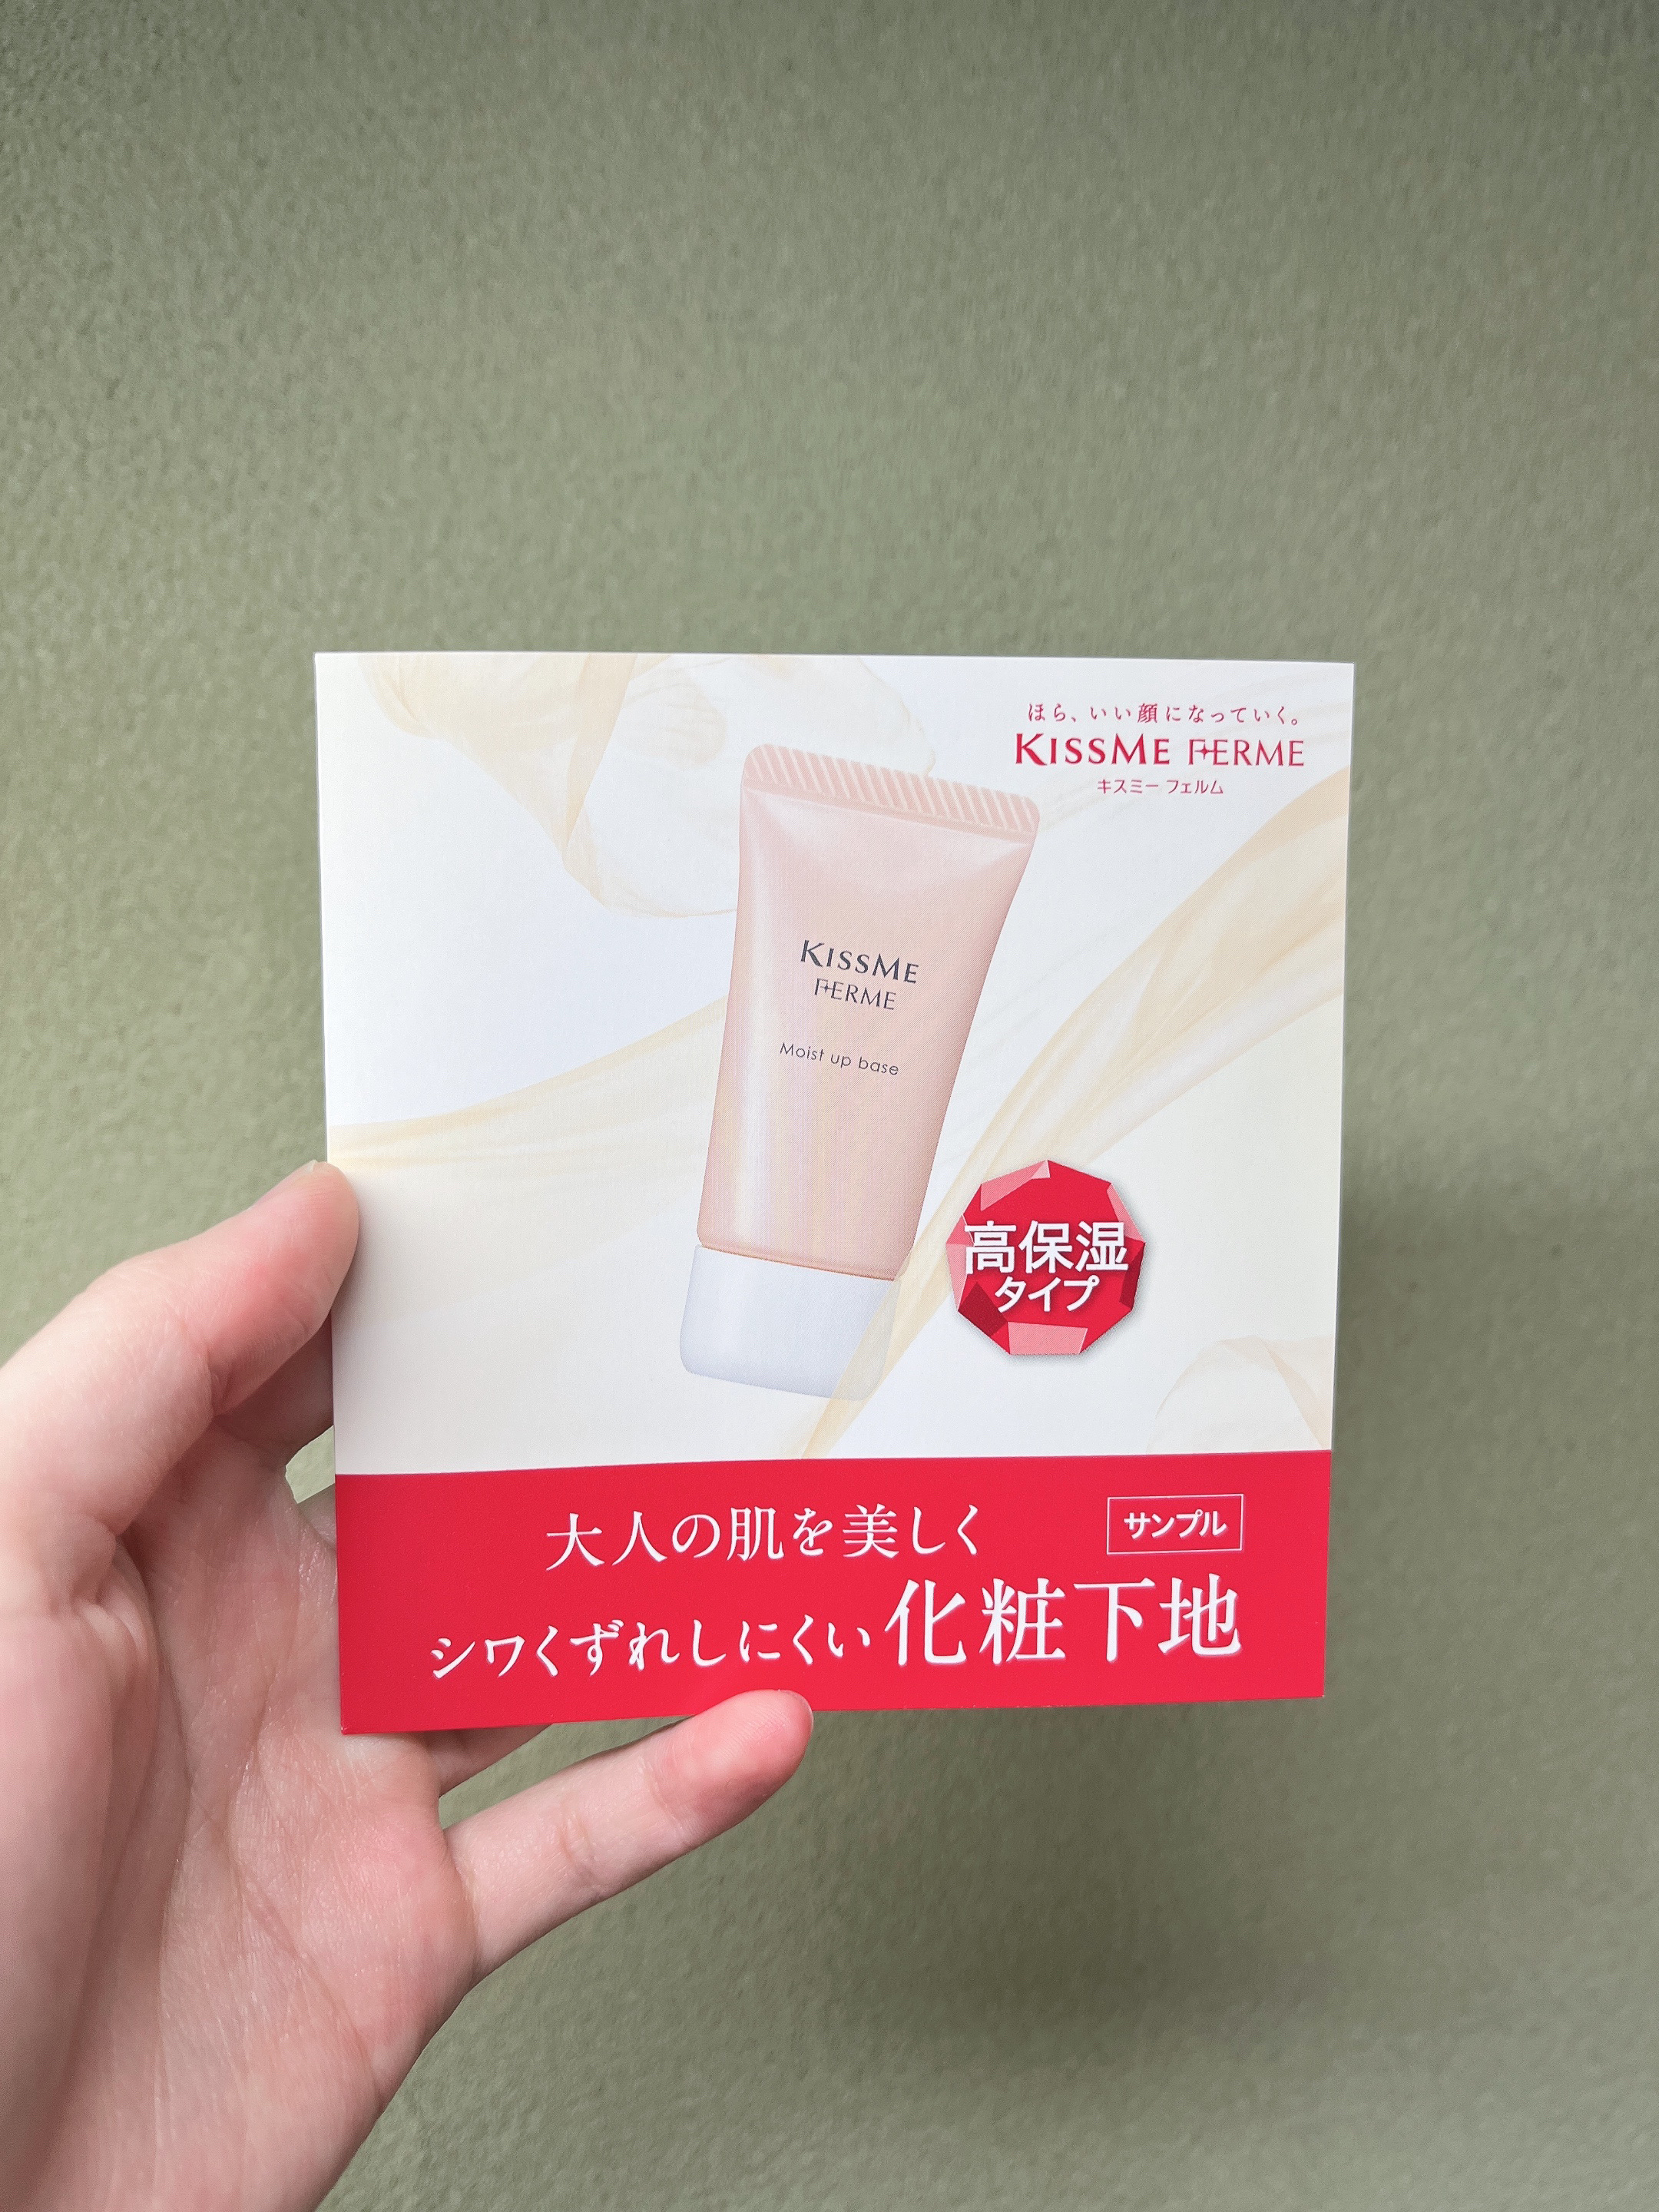 ほら、いい顔になっていく。
KISSME FERME
キスミー フェルム
KISSME
FERME
Moist up base
高保湿
タイプ
大人の肌を美しく
サンプル
シワくずれしにくい化粧下地